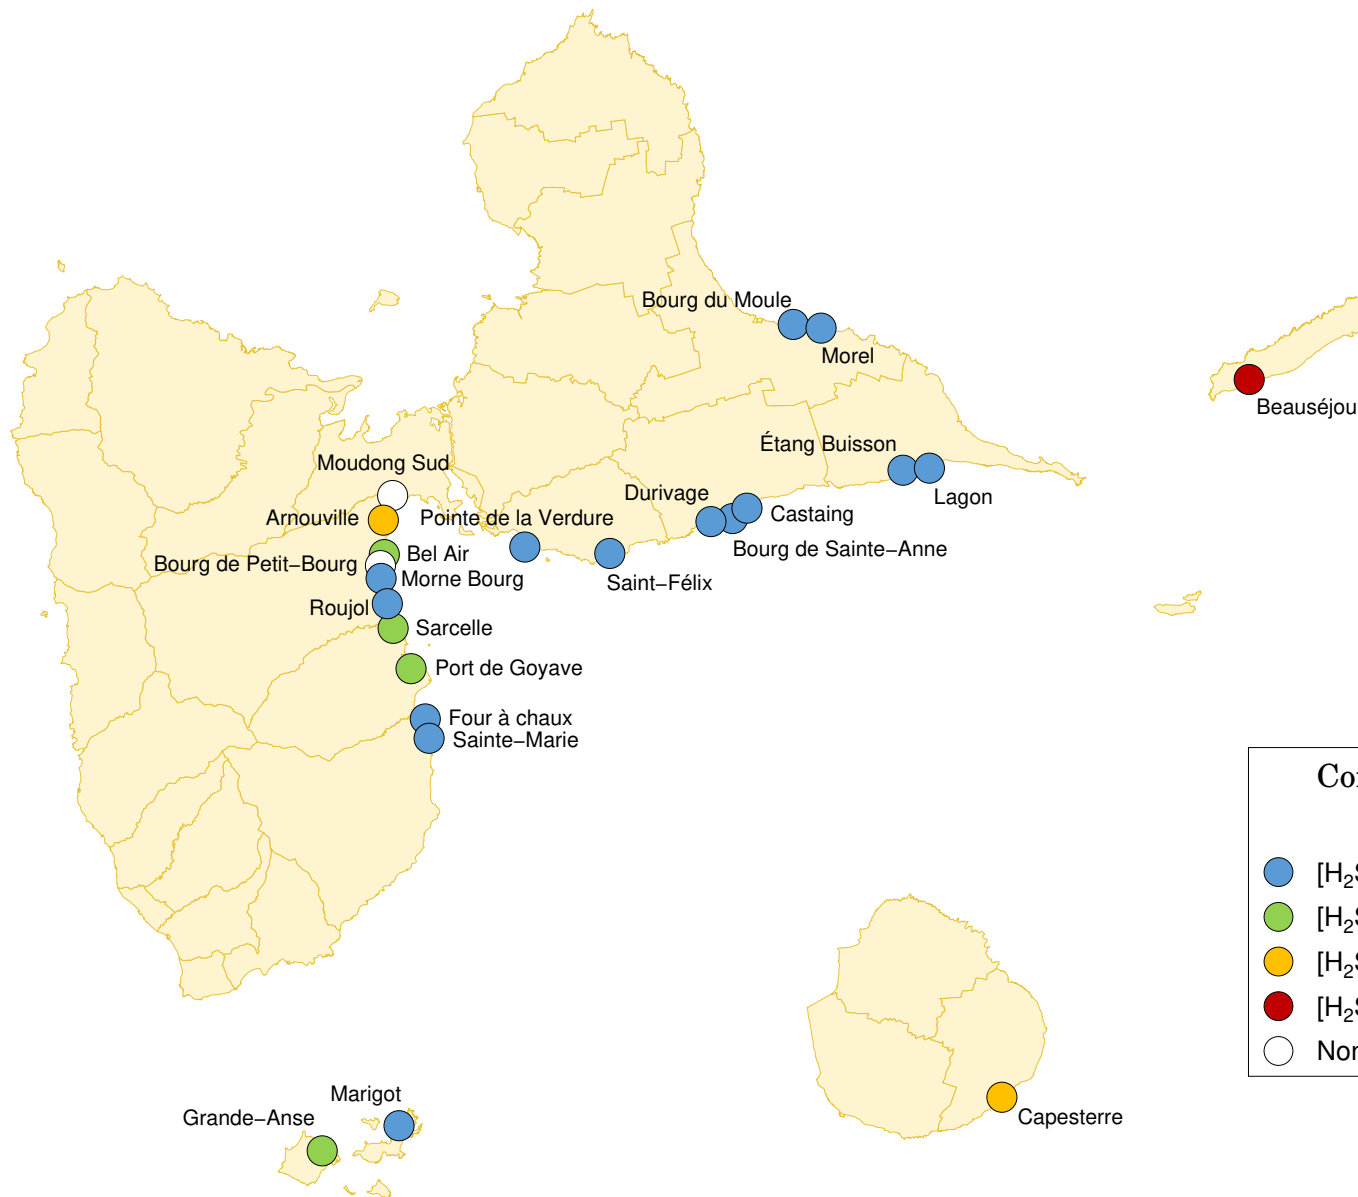 Bourg du Moule
Morel
Beauséjou
Étang Buisson
Lagon
Moudong Sud
Durivage
Castaing
Arnouville
Pointe de la Verdure
Bourg de Sainte−Anne
Bel Air
Bourg de Petit−Bourg
Morne Bourg
Saint−Félix
Roujol
Sarcelle
Port de Goyave
Four à chaux
Sainte−Marie
Co
[H₂S
[H₂S
[H₂S
[H₂S
Nor
Marigot
Grande−Anse
Capesterre